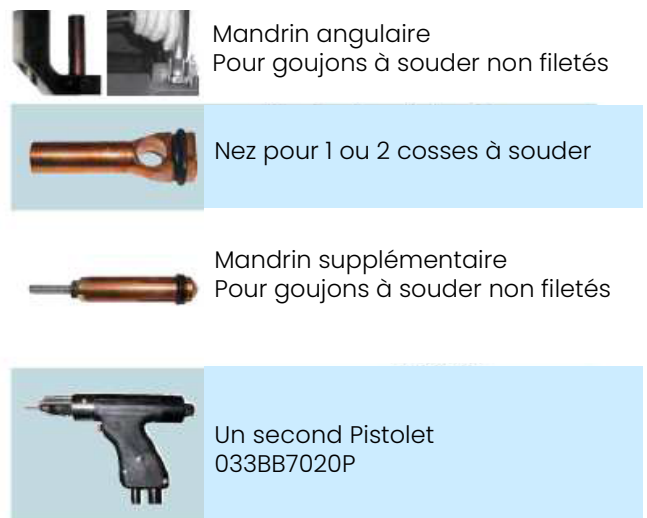 Mandrin angulaire
Pour goujons à souder non filetés
Nez pour 1 ou 2 cosses à souder
Mandrin supplémentaire
Pour goujons à souder non filetés
Un second Pistolet
033BB7020P